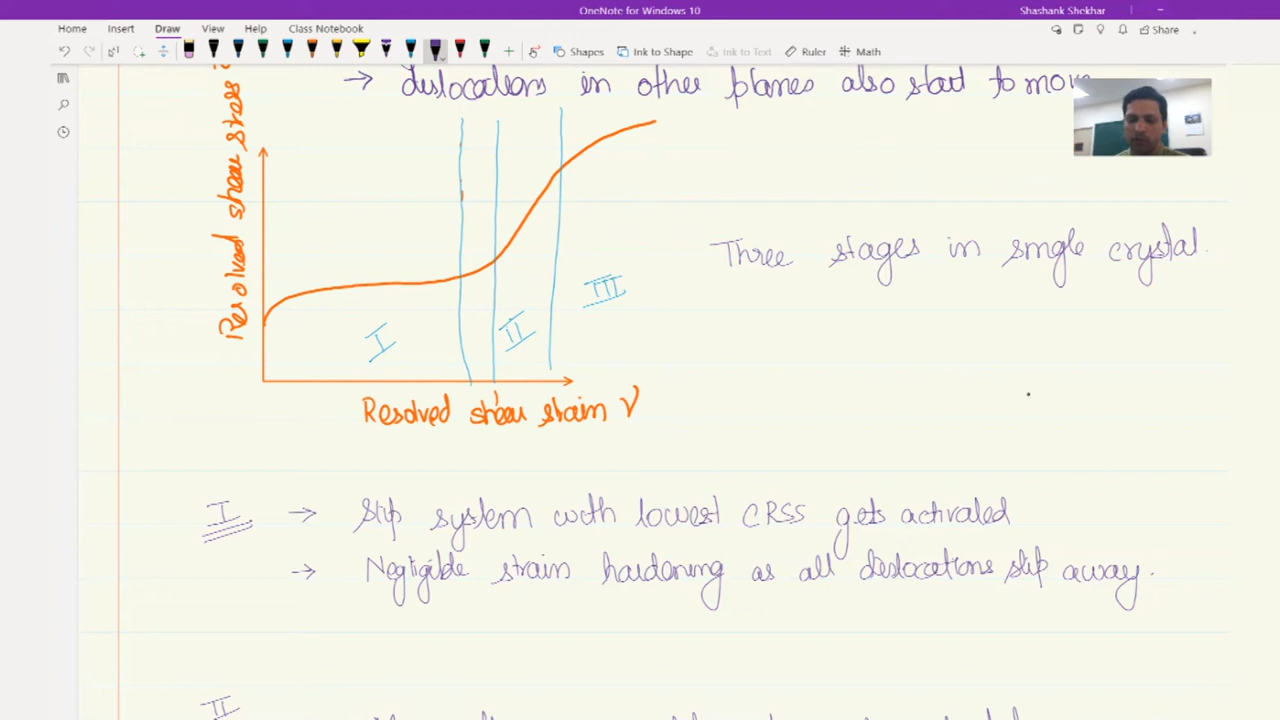 OneNote for Windows 10
Shashank Shekhar
Home Insert Draw View Help Class Notebook
Shapes Ink to Shape Ink to Text Ruler Math
Share
→ dislocations in other planes also start to move
Resolved shear stress
Three stages in single crystal.
I
II
III
Resolved shear strain γ
I → Slip system with lowest CRSS gets activated
→ Negligible strain hardening as all dislocations slip away.
II